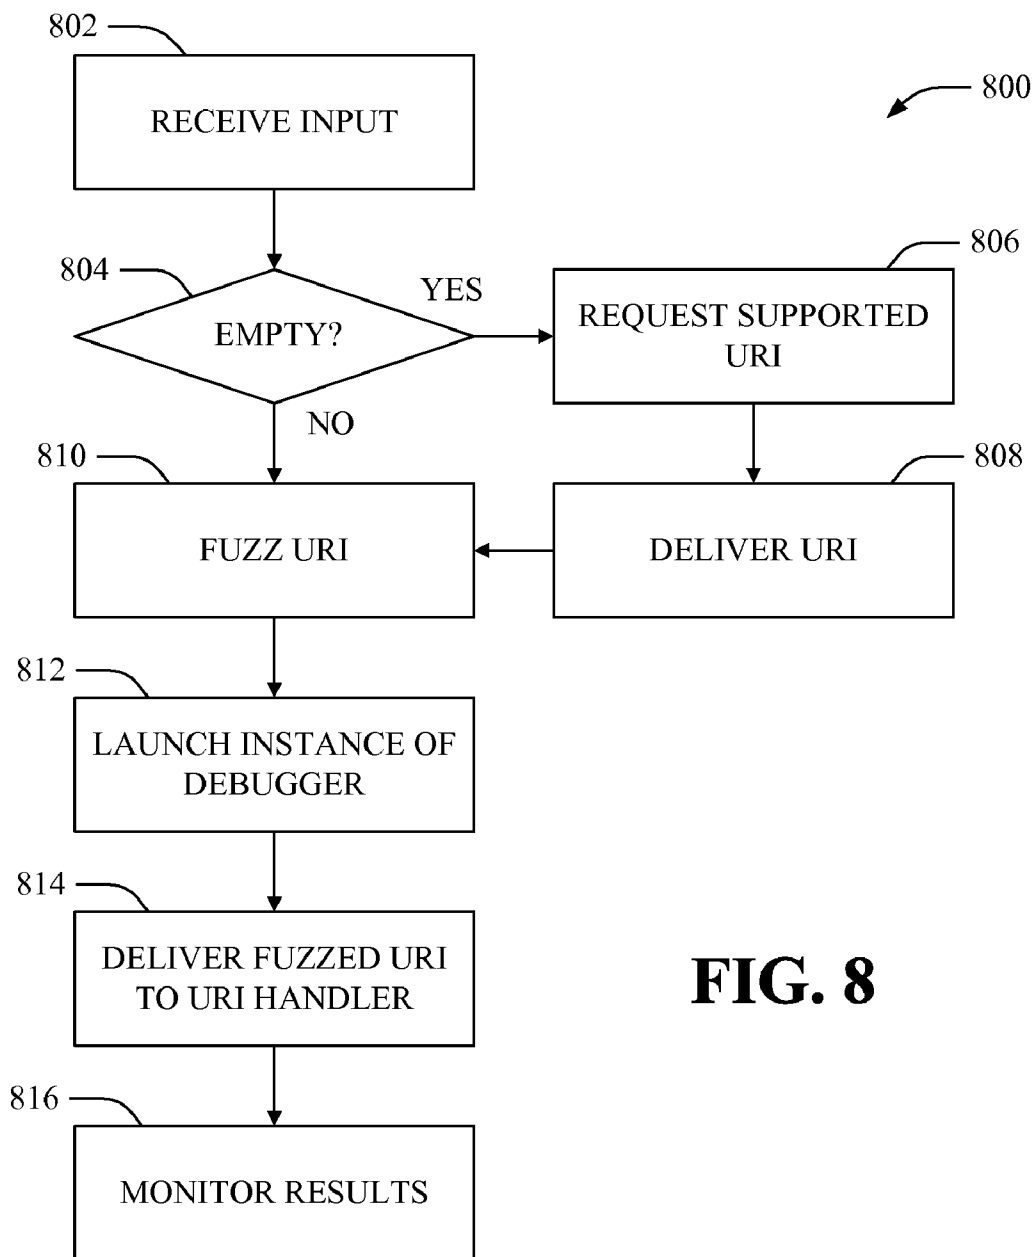 802
800
RECEIVE INPUT
804
806
EMPTY?
YES
REQUEST SUPPORTED
URI
NO
810
808
FUZZ URI
DELIVER URI
812
LAUNCH INSTANCE OF
DEBUGGER
814
DELIVER FUZZED URI
TO URI HANDLER
FIG. 8
816
MONITOR RESULTS